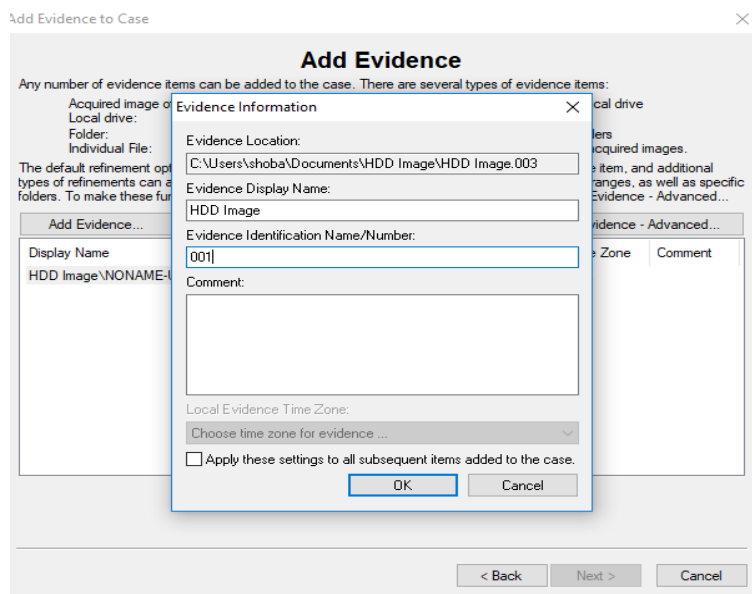 Add Evidence to Case
Add Evidence
Any number of evidence items can be added to the case. There are several types of evidence items:
Acquired image o
cal drive
Local drive:
Folder:
lers
Individual File:
acquired images.
The default refinement opt
e item, and additional
types of refinements can a
ranges, as well as specific
folders. To make these fur
Evidence - Advanced...
Add Evidence...
vidence - Advanced...
Display Name
e Zone
Comment
HDD Image\NONAME-U
Evidence Information
Evidence Location:
C:\Users\shoba\Documents\HDD Image\HDD Image.003
Evidence Display Name:
HDD Image
Evidence Identification Name/Number:
001
Comment:
Local Evidence Time Zone:
Choose time zone for evidence ...
Apply these settings to all subsequent items added to the case.
OK
Cancel
< Back
Next >
Cancel